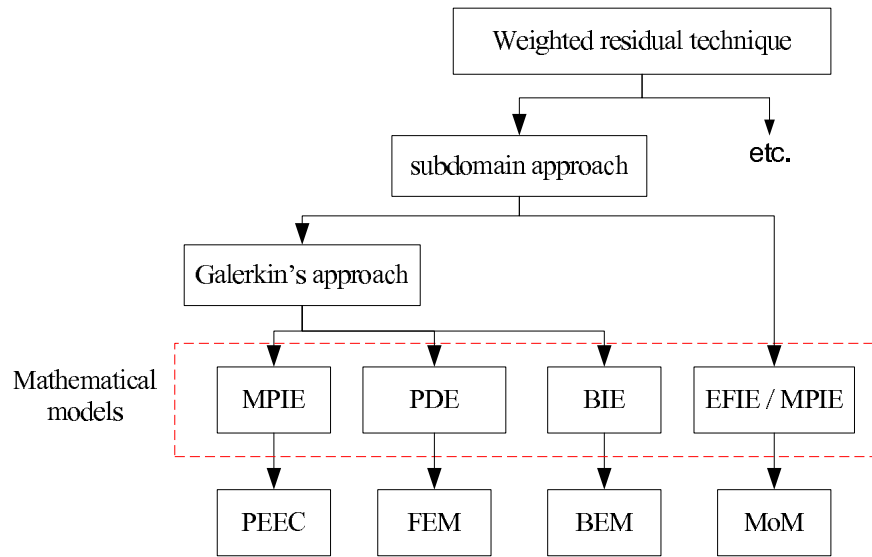 Weighted residual technique
subdomain approach
etc.
Galerkin's approach
Mathematical
models
MPIE
PDE
BIE
EFIE / MPIE
PEEC
FEM
BEM
MoM